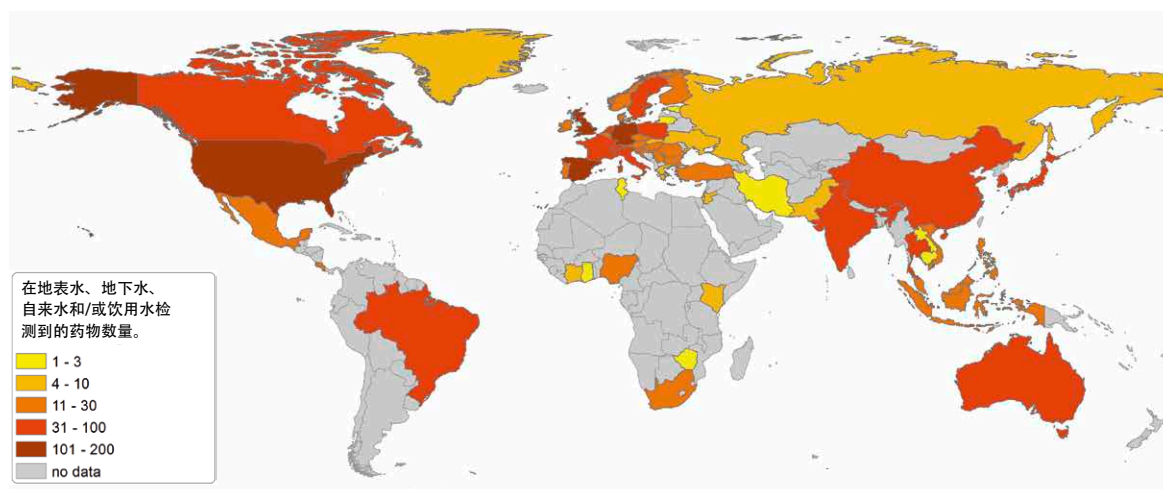 在地表水、地下水、
自来水和/或饮用水检
测到的药物数量。
1 - 3
4 - 10
11 - 30
31 - 100
101 - 200
no data